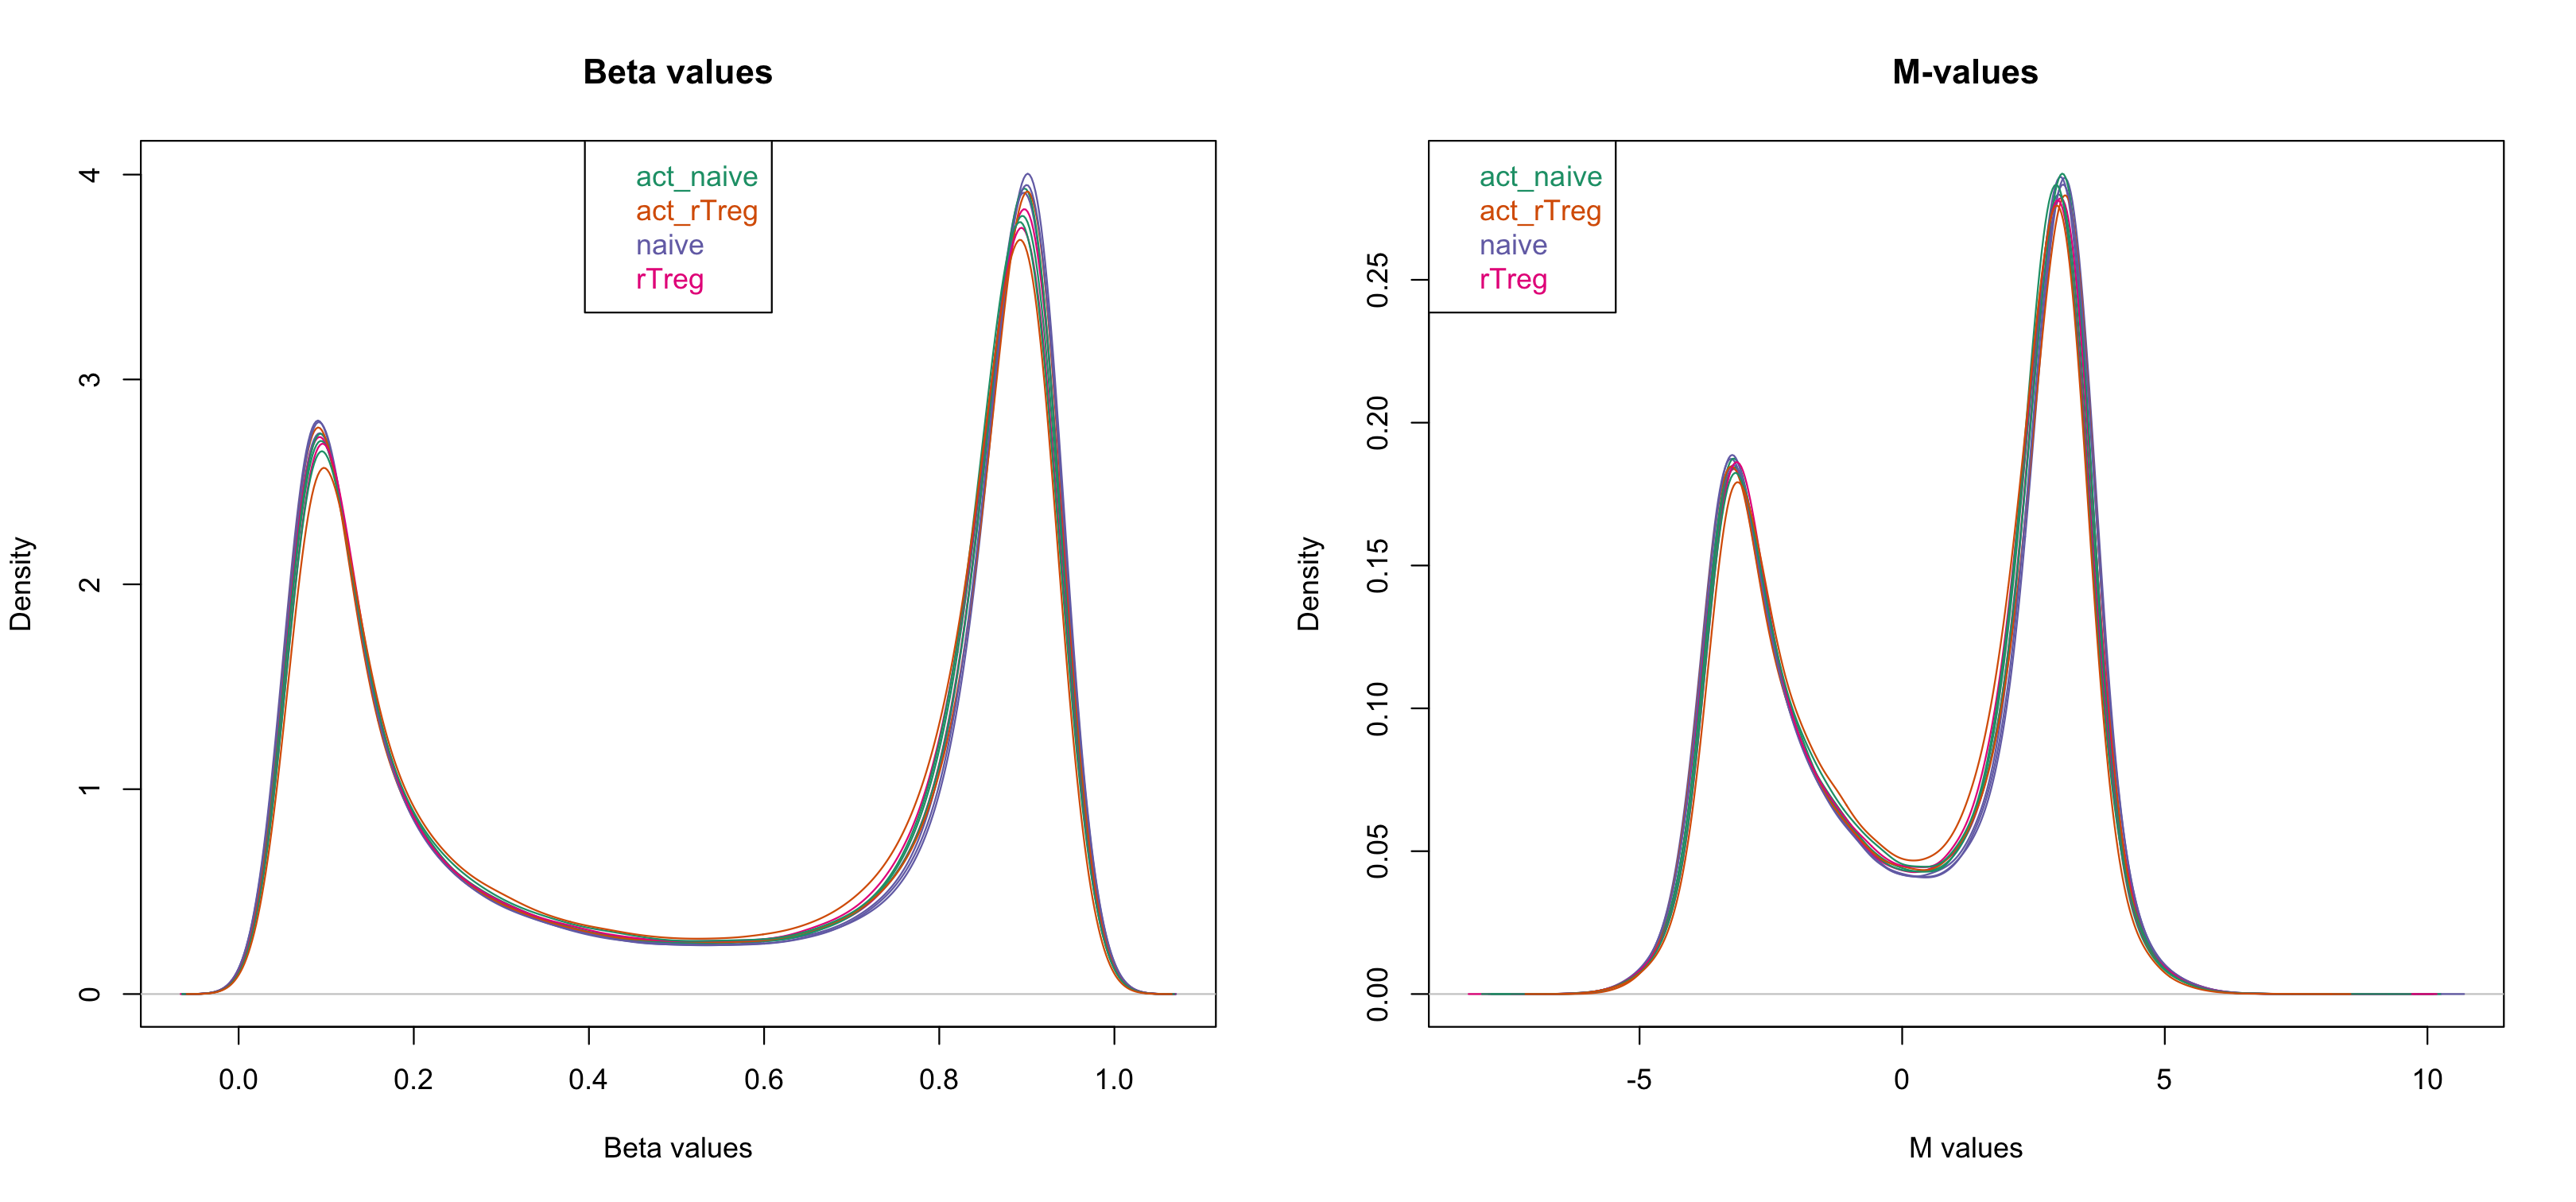 Beta values
act_naive
act_rTreg
naive
rTreg
Density
4
3
2
1
0
0.0 0.2 0.4 0.6 0.8 1.0
Beta values
M-values
act_naive
act_rTreg
naive
rTreg
Density
0.25
0.20
0.15
0.10
0.05
0.00
-5 0 5 10
M values